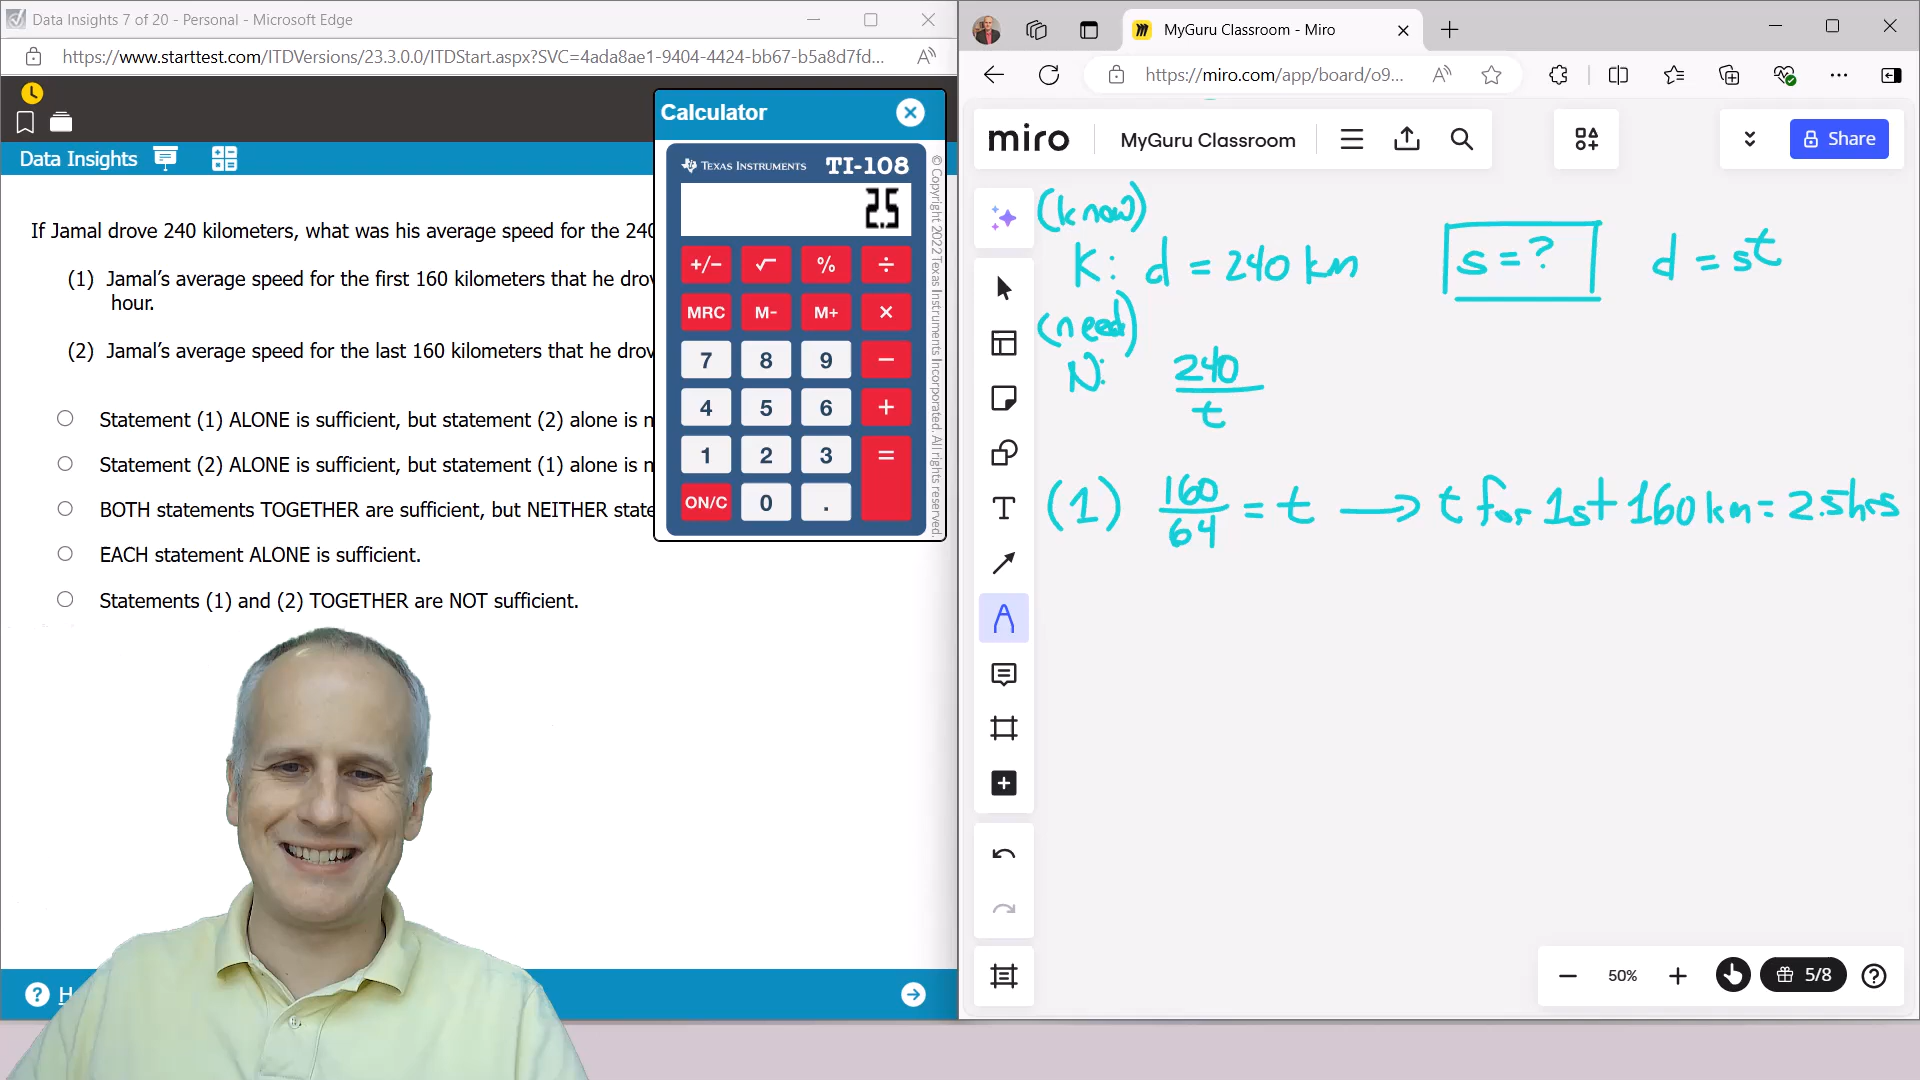 Data Insights 7 of 20 - Personal - Microsoft Edge
https://www.starttest.com/ITDVersions/23.3.0.0/ITDStart.aspx?SVC=4ada8ae1-9404-4424-bb67-b5a8d7fd...
Data Insights
If Jamal drove 240 kilometers, what was his average speed for the 240
(1) Jamal's average speed for the first 160 kilometers that he drov
hour.
(2) Jamal's average speed for the last 160 kilometers that he drov
Statement (1) ALONE is sufficient, but statement (2) alone is n
Statement (2) ALONE is sufficient, but statement (1) alone is n
BOTH statements TOGETHER are sufficient, but NEITHER state
EACH statement ALONE is sufficient.
Statements (1) and (2) TOGETHER are NOT sufficient.
? H
Calculator
TEXAS INSTRUMENTS TI-108
2.5
+/- √ % ÷
MRC M- M+ ×
7 8 9 −
4 5 6 +
1 2 3 =
ON/C 0 .
© Copyright 2022 Texas Instruments Incorporated. All rights reserved.
MyGuru Classroom - Miro
https://miro.com/app/board/o9...
miro MyGuru Classroom
Share
(know)
K: d = 240 km s = ? d = st
(need)
N: 240
t
(1) 160
64 = t → t for 1st 160 km = 2.5hrs
− 50% + 5/8 ?